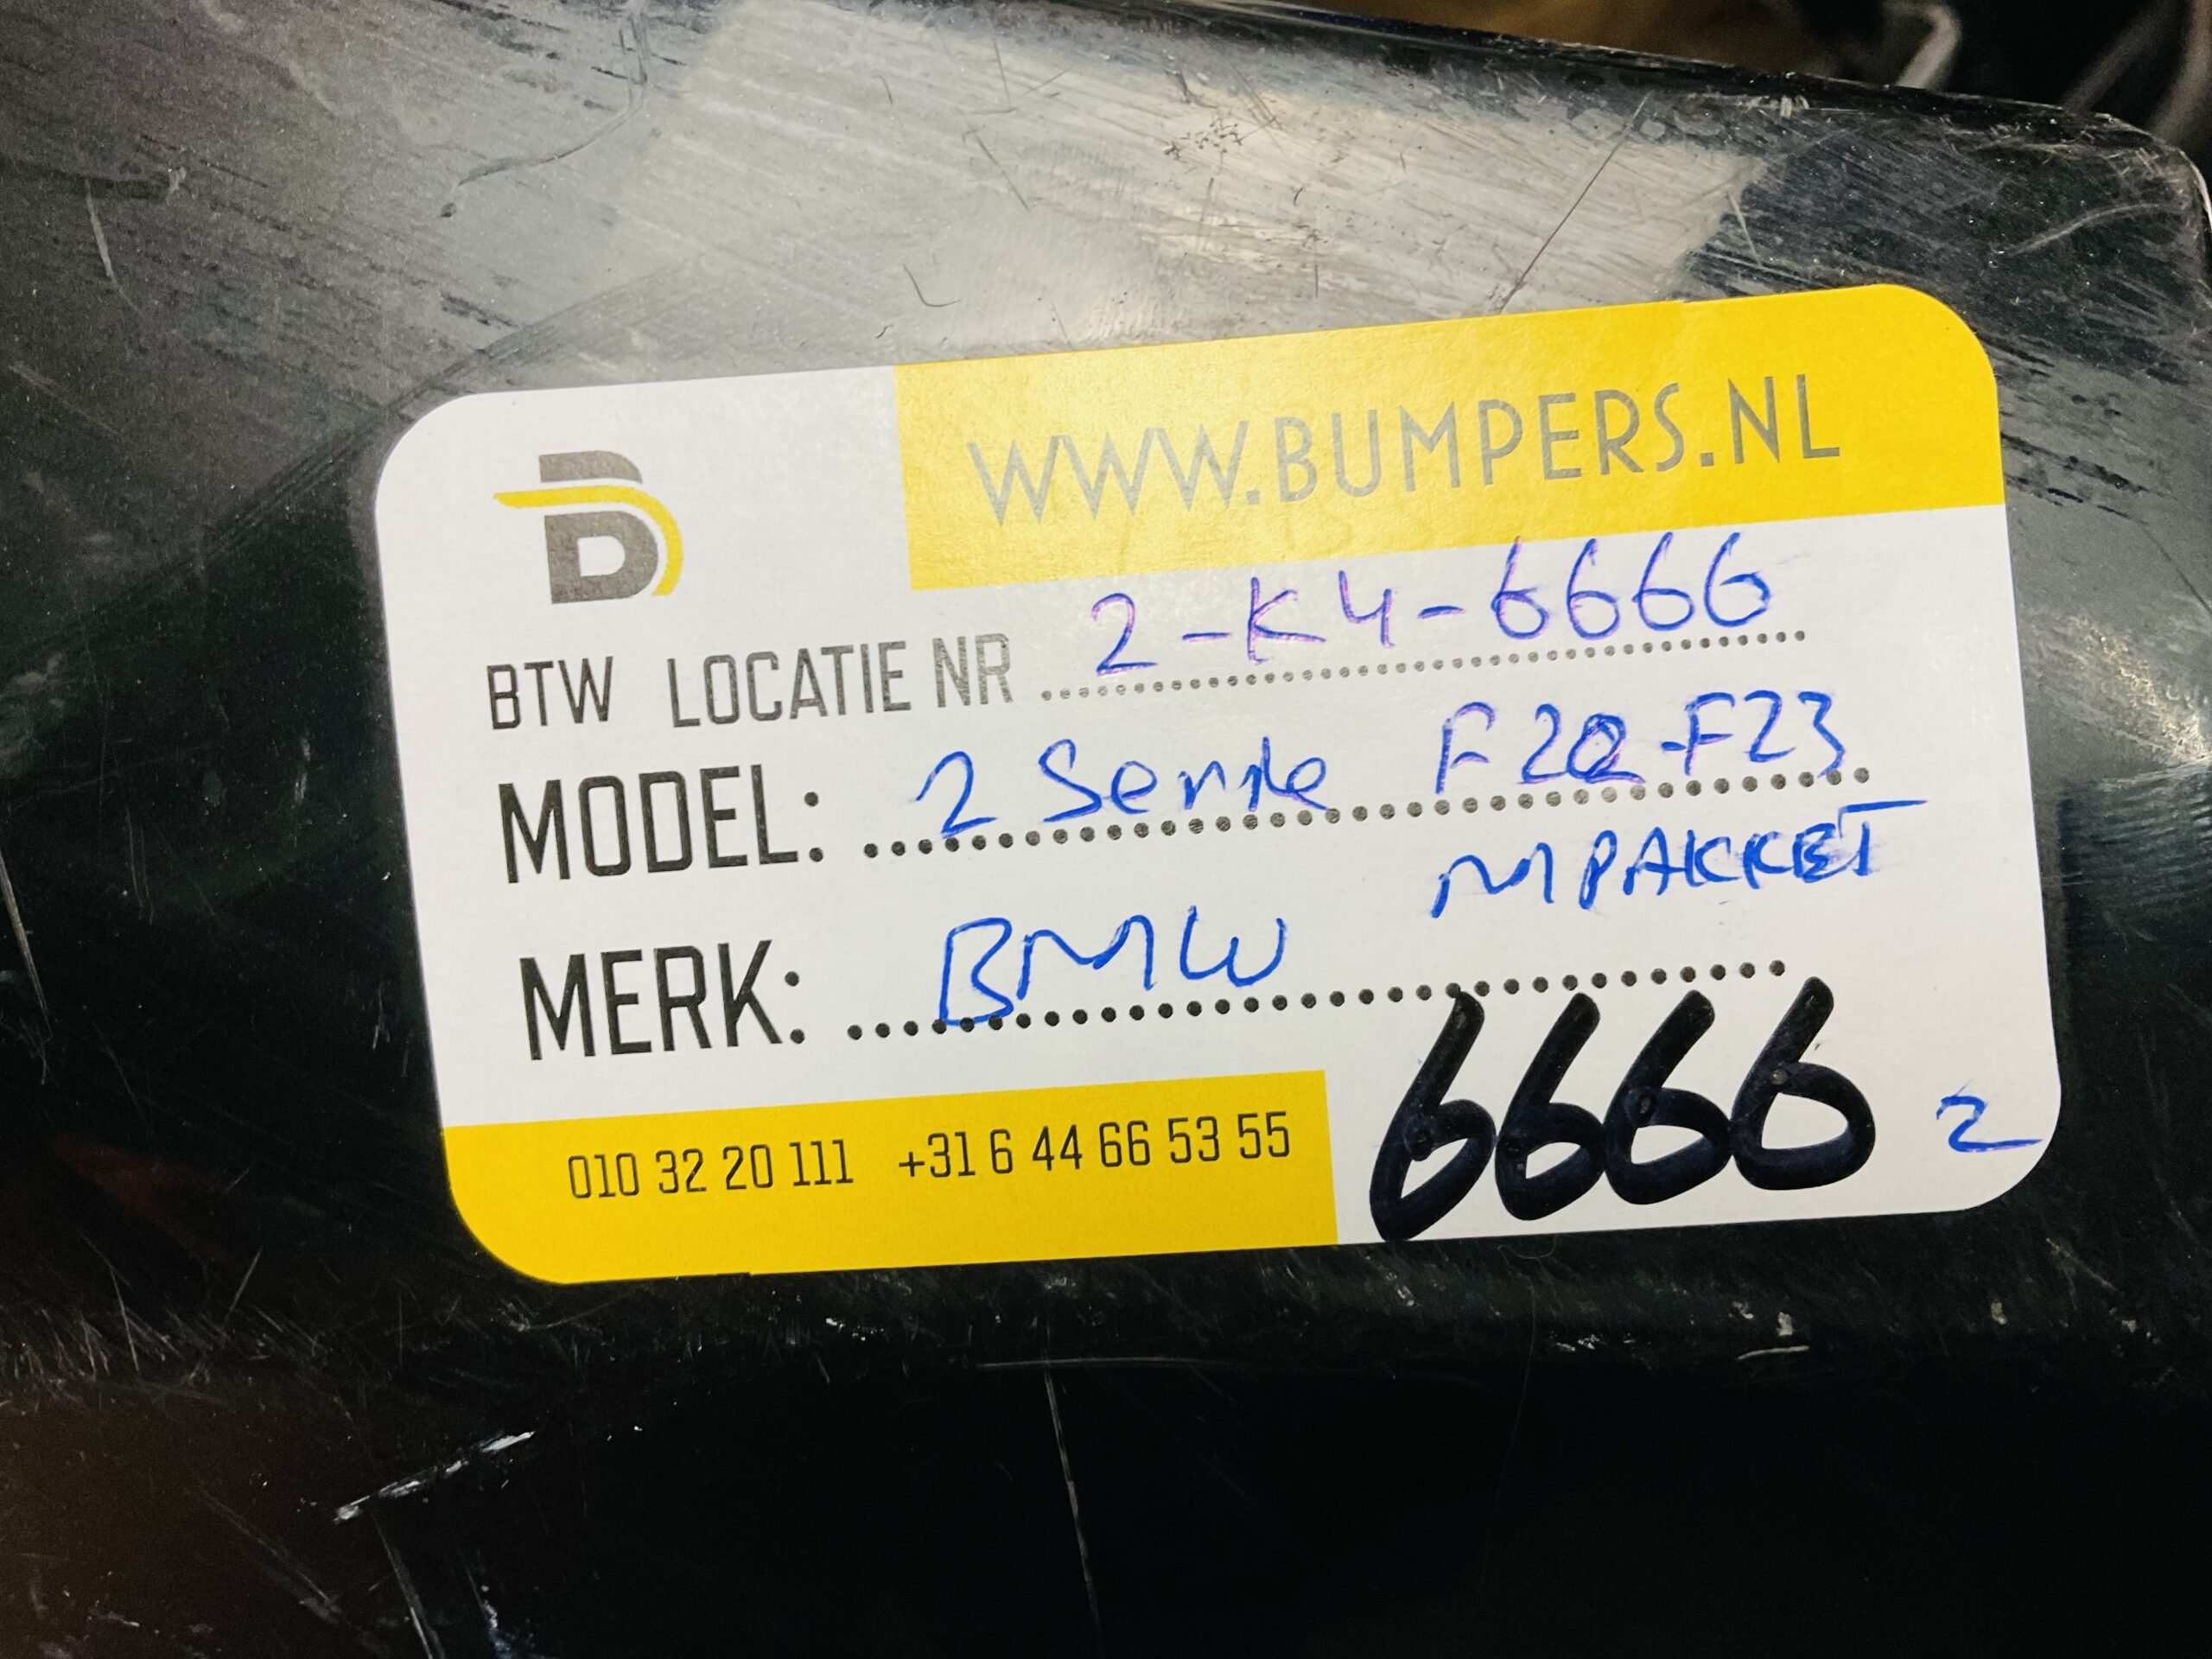 WWW.BUMPERS.NL
B
BTW LOCATIE NR 2-K4-6666
MODEL: 2 Serie F22-F23
MPAKKET
MERK: BMW
6666 2
010 32 20 111 +31 6 44 66 53 55